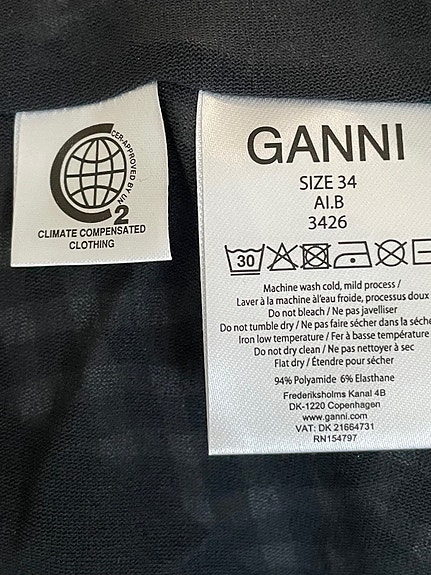 CER-APPROVED BY UN
2
CLIMATE COMPENSATED
CLOTHING
GANNI
SIZE 34
AI.B
3426
30
Machine wash cold, mild process /
Laver à la machine àl'eau froide, processus doux
Do not bleach / Ne pas javelliser
Do not tumble dry / Ne pas faire sécher dans la séche
Iron low temperature / Fer à basse température
Do not dry clean / Ne pas nettoyer à sec
Flat dry / Étendre pour sécher
94% Polyamide 6% Elasthane
Frederiksholms Kanal 4B
DK-1220 Copenhagen
www.ganni.com
VAT: DK 21664731
RN154797